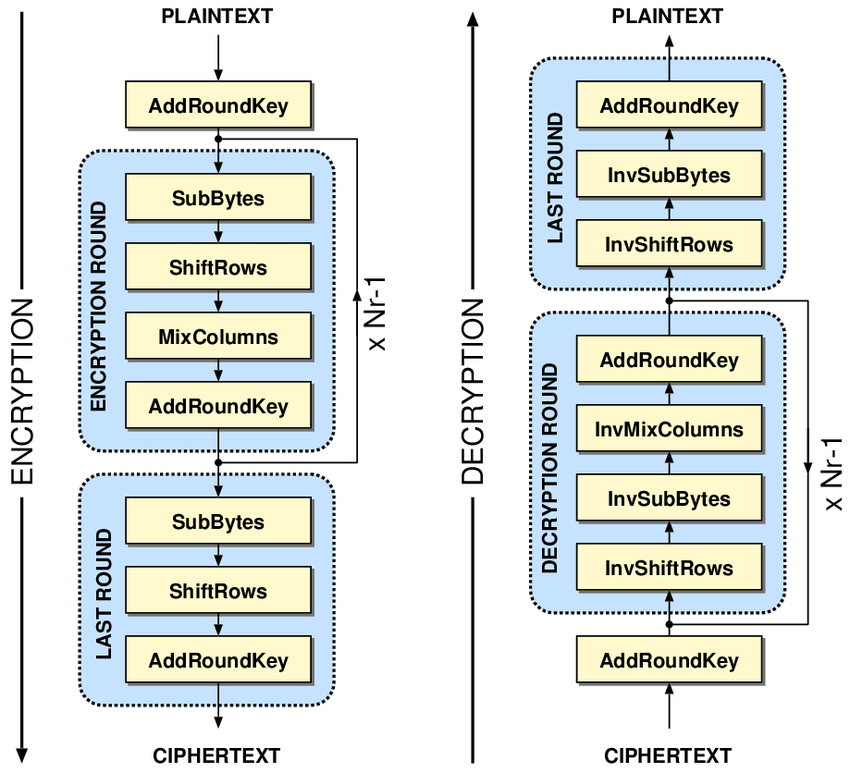 PLAINTEXT
AddRoundKey
ENCRYPTION ROUND
SubBytes
ShiftRows
MixColumns
AddRoundKey
x Nr-1
LAST ROUND
SubBytes
ShiftRows
AddRoundKey
CIPHERTEXT
ENCRYPTION
PLAINTEXT
LAST ROUND
AddRoundKey
InvSubBytes
InvShiftRows
DECRYPTION ROUND
AddRoundKey
InvMixColumns
InvSubBytes
InvShiftRows
x Nr-1
AddRoundKey
CIPHERTEXT
DECRYPTION